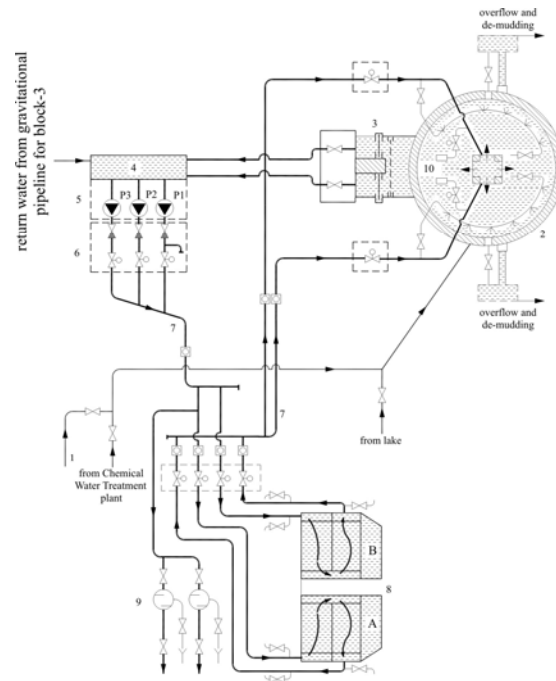 overflow and
de-mudding
return water from gravitational
pipeline for block-3
3
4
10
P3
P2
P1
5
2
6
overflow and
de-mudding
7
7
1
from Chemical
Water Treatment
plant
from lake
B
9
8
A